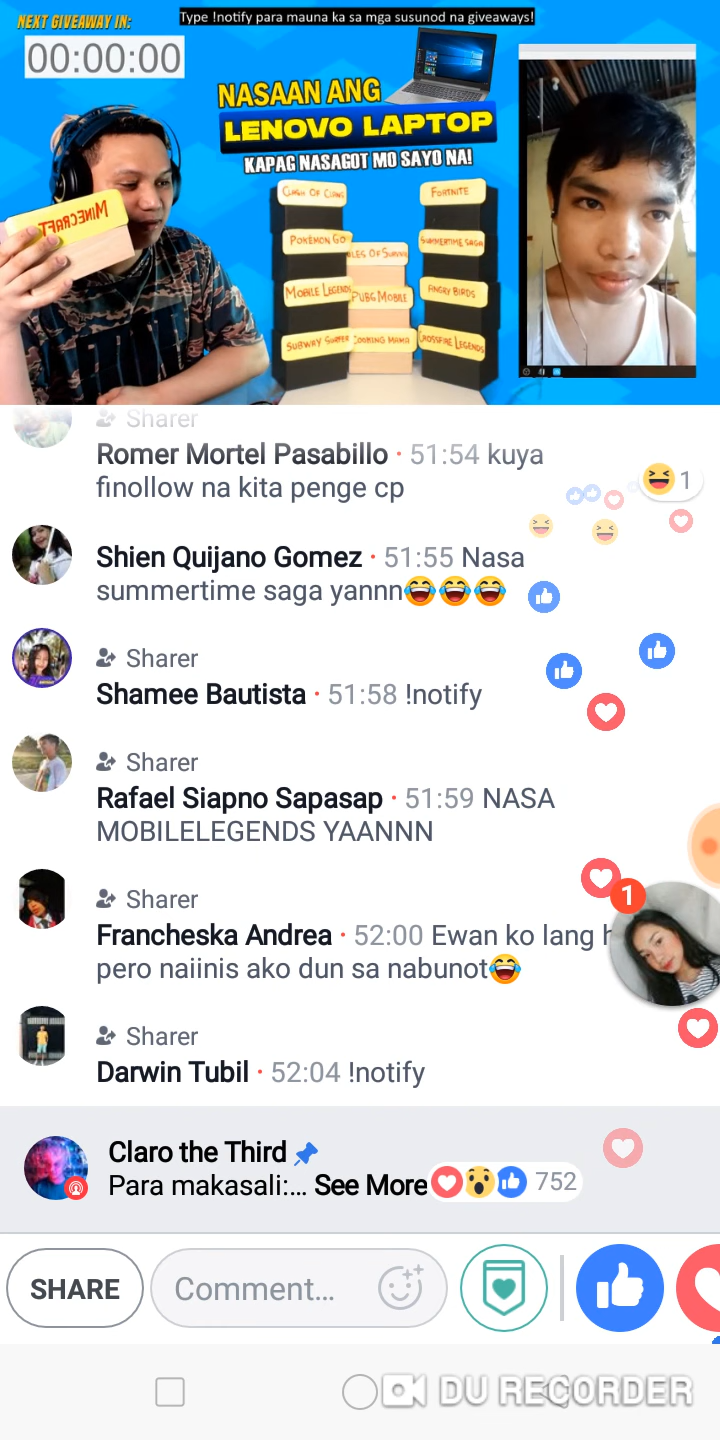 NEXT GIVEAWAY IN:
Type !notify para mauna ka sa mga susunod na giveaways!
00:00:00
NASAAN ANG
LENOVO LAPTOP
KAPAG NASAGOT MO SAYO NA!
MINECRAFT
CLASH OF CLANS
FORTNITE
POKÉMON GO
SUMMERTIME SAGA
MOBILE LEGENDS
PUBG MOBILE
ANGRY BIRDS
SUBWAY SURFER
COOKING MAMA
CROSSFIRE LEGENDS
Sharer
Romer Mortel Pasabillo · 51:54 kuya
finollow na kita penge cp
1
Shien Quijano Gomez · 51:55 Nasa
summertime saga yannn😂😂😂
Sharer
Shamee Bautista · 51:58 !notify
Sharer
Rafael Siapno Sapasap · 51:59 NASA
MOBILELEGENDS YAANNN
1
Sharer
Francheska Andrea · 52:00 Ewan ko lang
pero naiinis ako dun sa nabunot😂
Sharer
Darwin Tubil · 52:04 !notify
Claro the Third
Para makasali:... See More
752
SHARE
Comment...
DU RECORDER